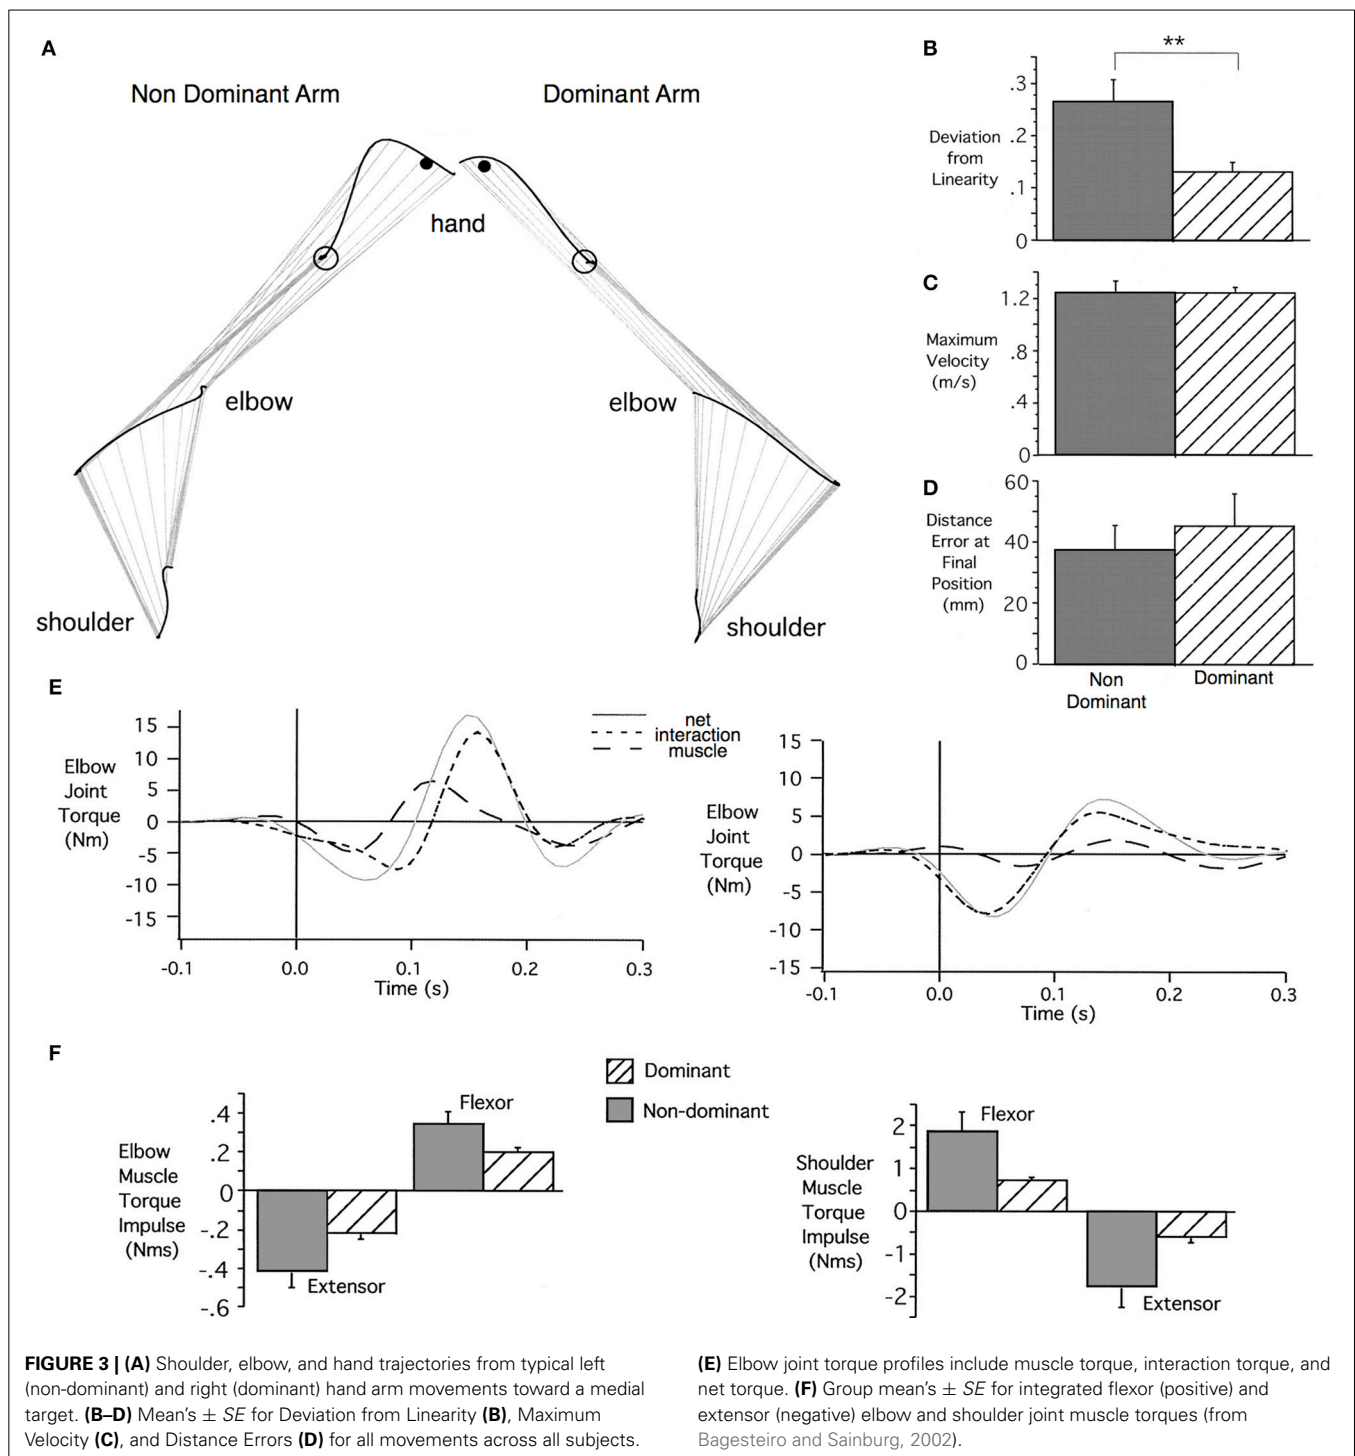 A
Non Dominant Arm
Dominant Arm
hand
elbow
elbow
shoulder
shoulder
B
**
Deviation
from
Linearity
.3
.2
.1
0
C
Maximum
Velocity
(m/s)
1.2
.8
.4
0
D
Distance
Error at
Final
Position
(mm)
60
40
20
0
Non
Dominant
Dominant
E
Elbow
Joint
Torque
(Nm)
15
10
5
0
-5
-10
-15
-0.1 0.0 0.1 0.2 0.3
Time (s)
net
interaction
muscle
Elbow
Joint
Torque
(Nm)
15
10
5
0
-5
-10
-15
-0.1 0.0 0.1 0.2 0.3
Time (s)
F
Dominant
Non-dominant
Elbow
Muscle
Torque
Impulse
(Nms)
.4
.2
0
-.2
-.4
-.6
Flexor
Extensor
Shoulder
Muscle
Torque
Impulse
(Nms)
2
1
0
-1
-2
Flexor
Extensor
FIGURE 3 | (A) Shoulder, elbow, and hand trajectories from typical left
(non-dominant) and right (dominant) hand arm movements toward a medial
target. (B–D) Mean's ± SE for Deviation from Linearity (B), Maximum
Velocity (C), and Distance Errors (D) for all movements across all subjects.
(E) Elbow joint torque profiles include muscle torque, interaction torque, and
net torque. (F) Group mean's ± SE for integrated flexor (positive) and
extensor (negative) elbow and shoulder joint muscle torques (from
Bagesteiro and Sainburg, 2002).